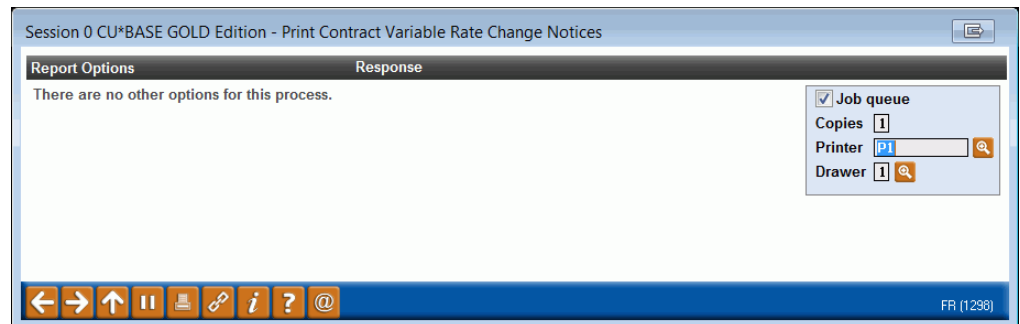 Session 0 CU*BASE GOLD Edition - Print Contract Variable Rate Change Notices
Report Options Response
There are no other options for this process.
Job queue
Copies 1
Printer P1
Drawer 1
i ? @
FR (1298)